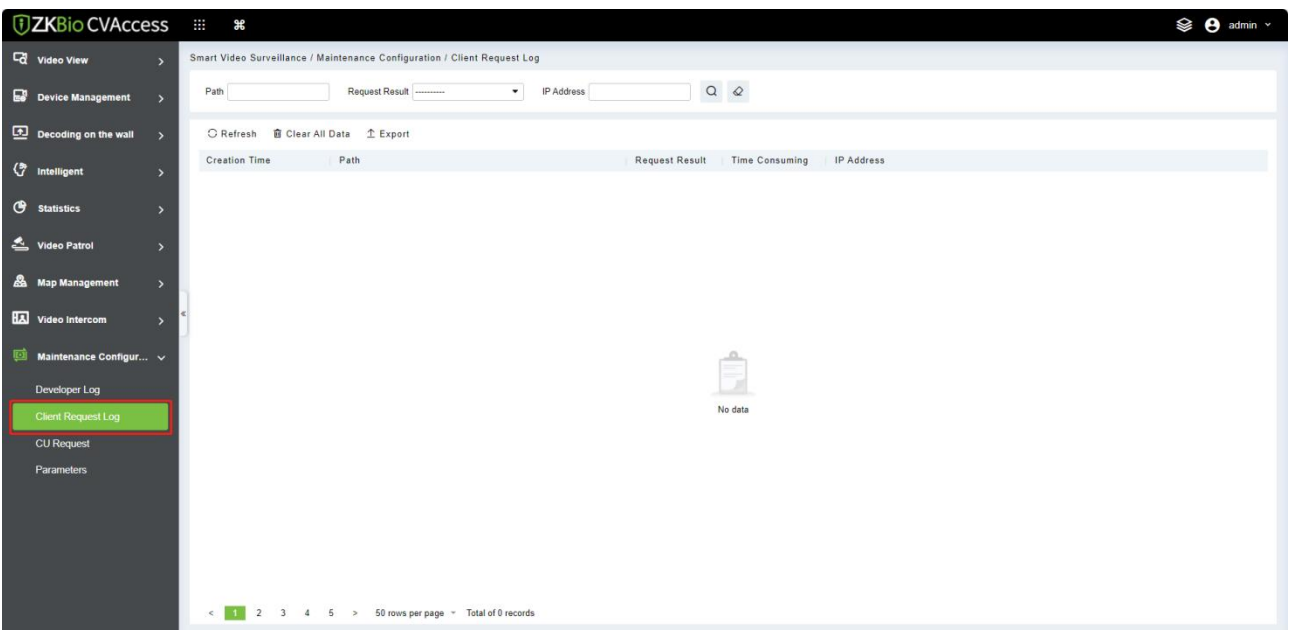 ZKBio CVAccess
admin
Video View
Device Management
Decoding on the wall
Intelligent
Statistics
Video Patrol
Map Management
Video Intercom
Maintenance Configur...
Developer Log
Client Request Log
CU Request
Parameters
Smart Video Surveillance / Maintenance Configuration / Client Request Log
Path Request Result ---------- IP Address
Refresh Clear All Data Export
Creation Time Path Request Result Time Consuming IP Address
No data
< 1 2 3 4 5 > 50 rows per page Total of 0 records